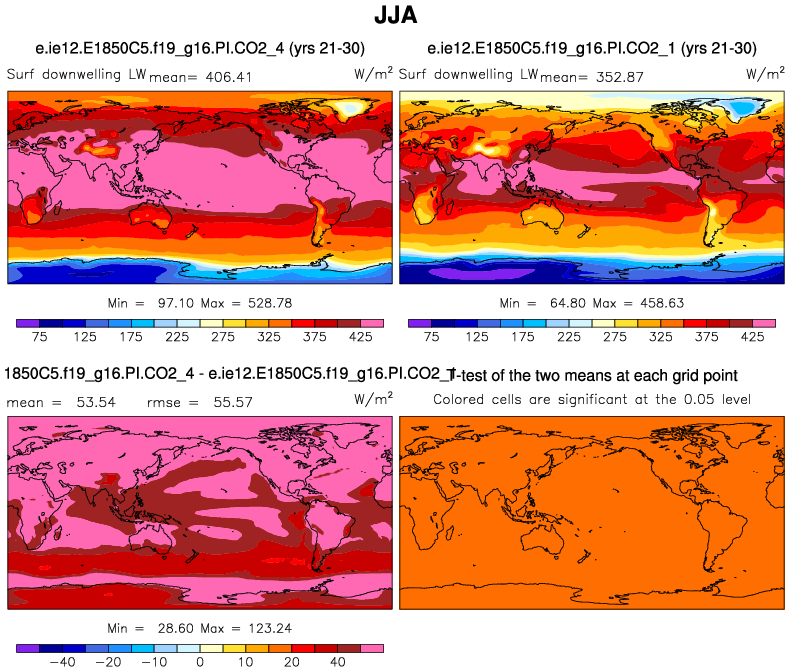 JJA
e.ie12.E1850C5.f19_g16.PI.CO2_4 (yrs 21-30)
Surf downwelling LW mean= 406.41 W/m²
Min = 97.10 Max = 528.78
75 125 175 225 275 325 375 425
e.ie12.E1850C5.f19_g16.PI.CO2_1 (yrs 21-30)
Surf downwelling LW mean= 352.87 W/m²
Min = 64.80 Max = 458.63
75 125 175 225 275 325 375 425
1850C5.f19_g16.PI.CO2_4 - e.ie12.E1850C5.f19_g16.PI.CO2_1
mean = 53.54 rmse = 55.57 W/m²
Min = 28.60 Max = 123.24
−40 −20 −10 0 10 20 40
T-test of the two means at each grid point
Colored cells are significant at the 0.05 level